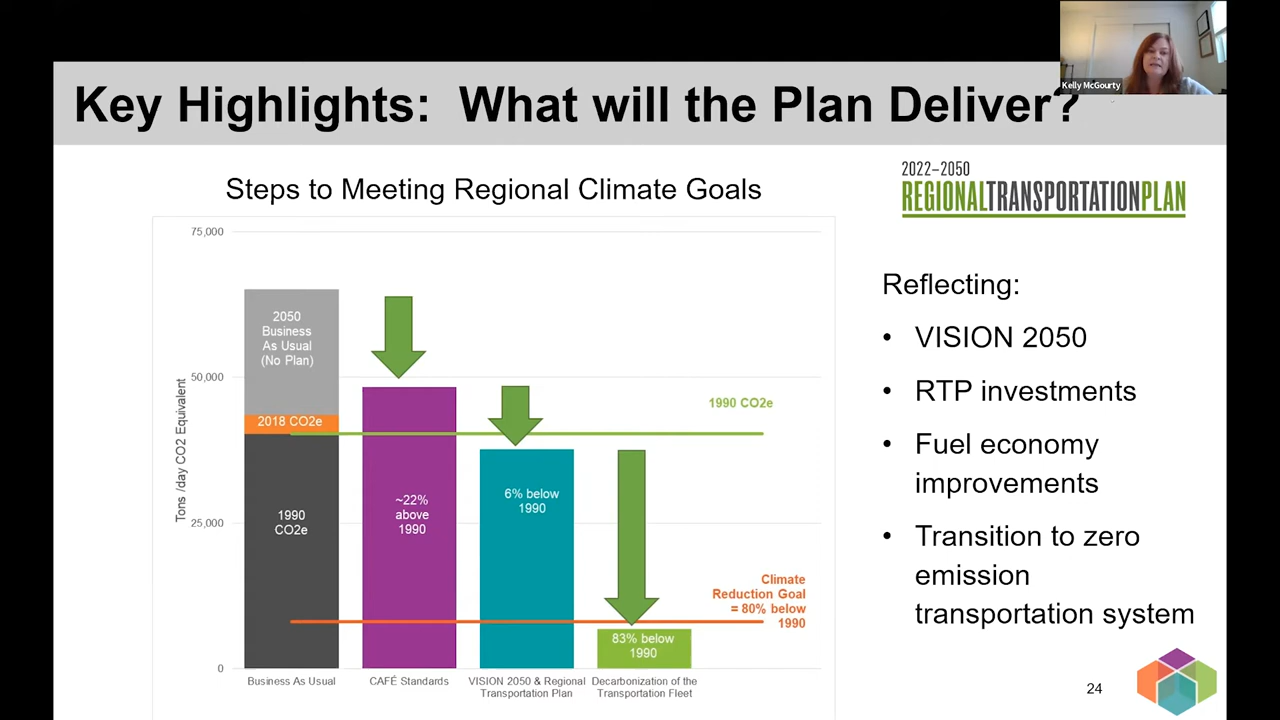 Kelly McGourty
Key Highlights: What will the Plan Deliver?
Steps to Meeting Regional Climate Goals
2022–2050
REGIONALTRANSPORTATIONPLAN
75,000
50,000
25,000
0
Tons /day CO2 Equivalent
2050
Business
As Usual
(No Plan)
2018 CO2e
1990
CO2e
~22%
above
1990
6% below
1990
83% below
1990
1990 CO2e
Climate
Reduction Goal
= 80% below
1990
Business As Usual
CAFÉ Standards
VISION 2050 & Regional
Transportation Plan
Decarbonization of the
Transportation Fleet
Reflecting:
• VISION 2050
• RTP investments
• Fuel economy
improvements
• Transition to zero
emission
transportation system
24